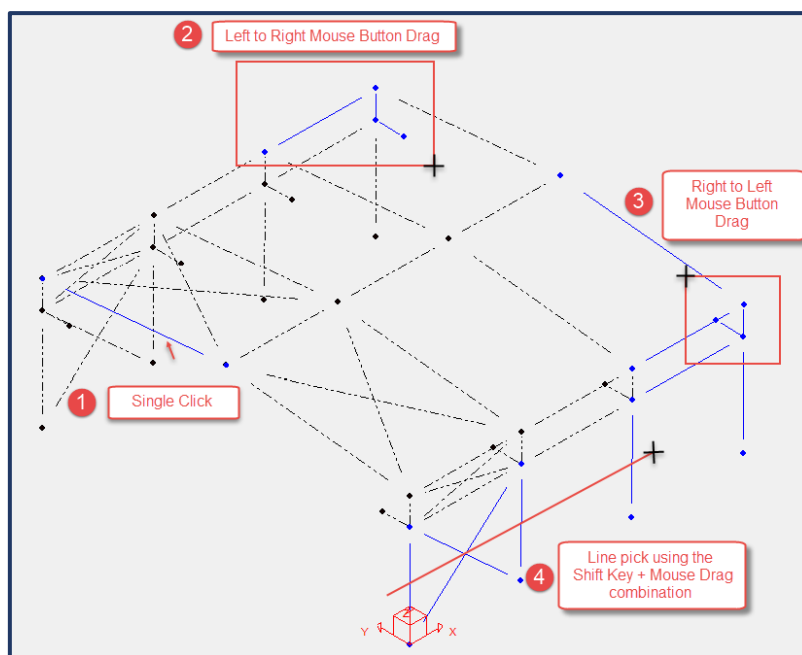 2
Left to Right Mouse Button Drag
3
Right to Left
Mouse Button
Drag
1
Single Click
4
Line pick using the
Shift Key + Mouse Drag
combination
Z
Y
X